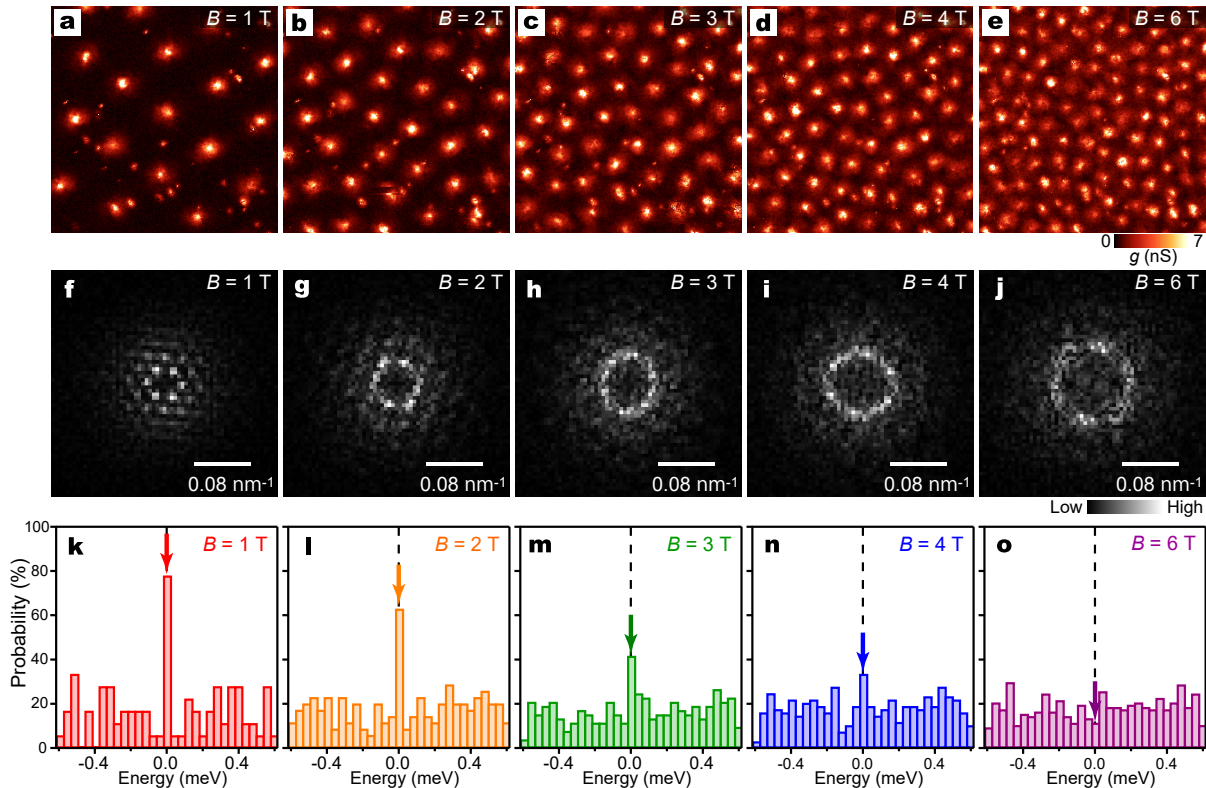 a B = 1 T
b B = 2 T
c B = 3 T
d B = 4 T
e B = 6 T
0 7
g (nS)
f B = 1 T
0.08 nm⁻¹
g B = 2 T
0.08 nm⁻¹
h B = 3 T
0.08 nm⁻¹
i B = 4 T
0.08 nm⁻¹
j B = 6 T
0.08 nm⁻¹
Low High
Probability (%)
100
80
60
40
20
0
k B = 1 T
-0.4 0.0 0.4
Energy (meV)
l B = 2 T
-0.4 0.0 0.4
Energy (meV)
m B = 3 T
-0.4 0.0 0.4
Energy (meV)
n B = 4 T
-0.4 0.0 0.4
Energy (meV)
o B = 6 T
-0.4 0.0 0.4
Energy (meV)